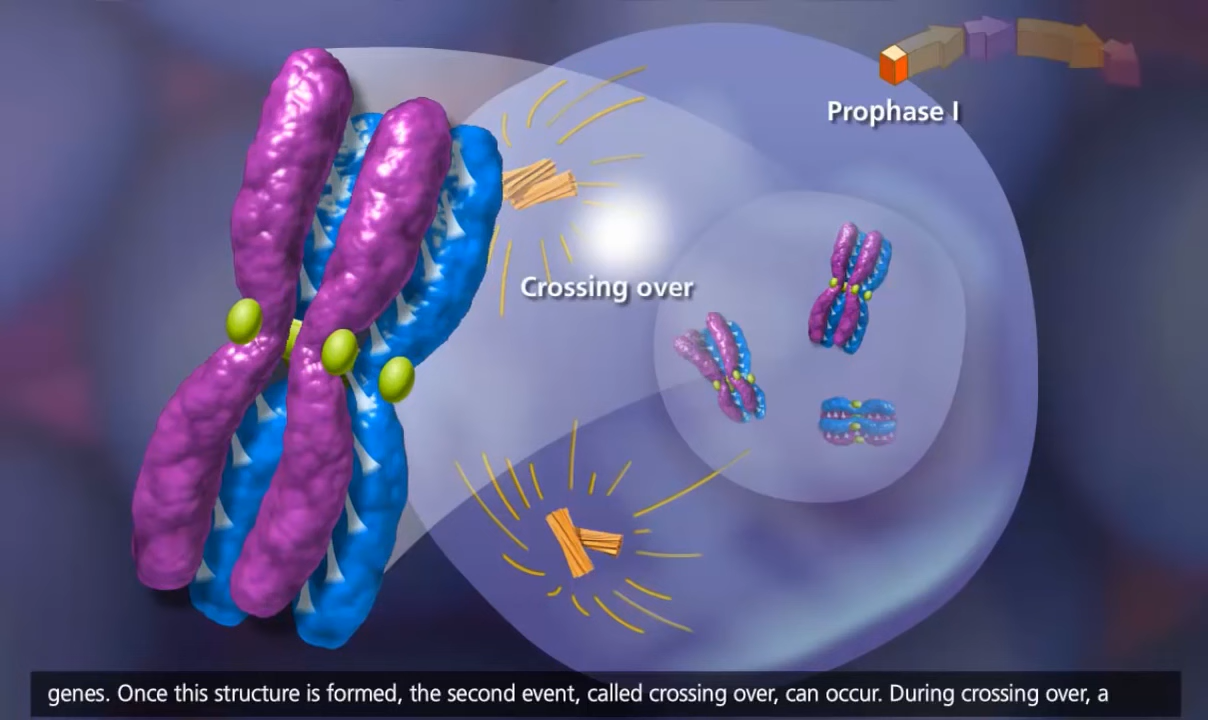 Prophase I
Crossing over
genes. Once this structure is formed, the second event, called crossing over, can occur. During crossing over, a